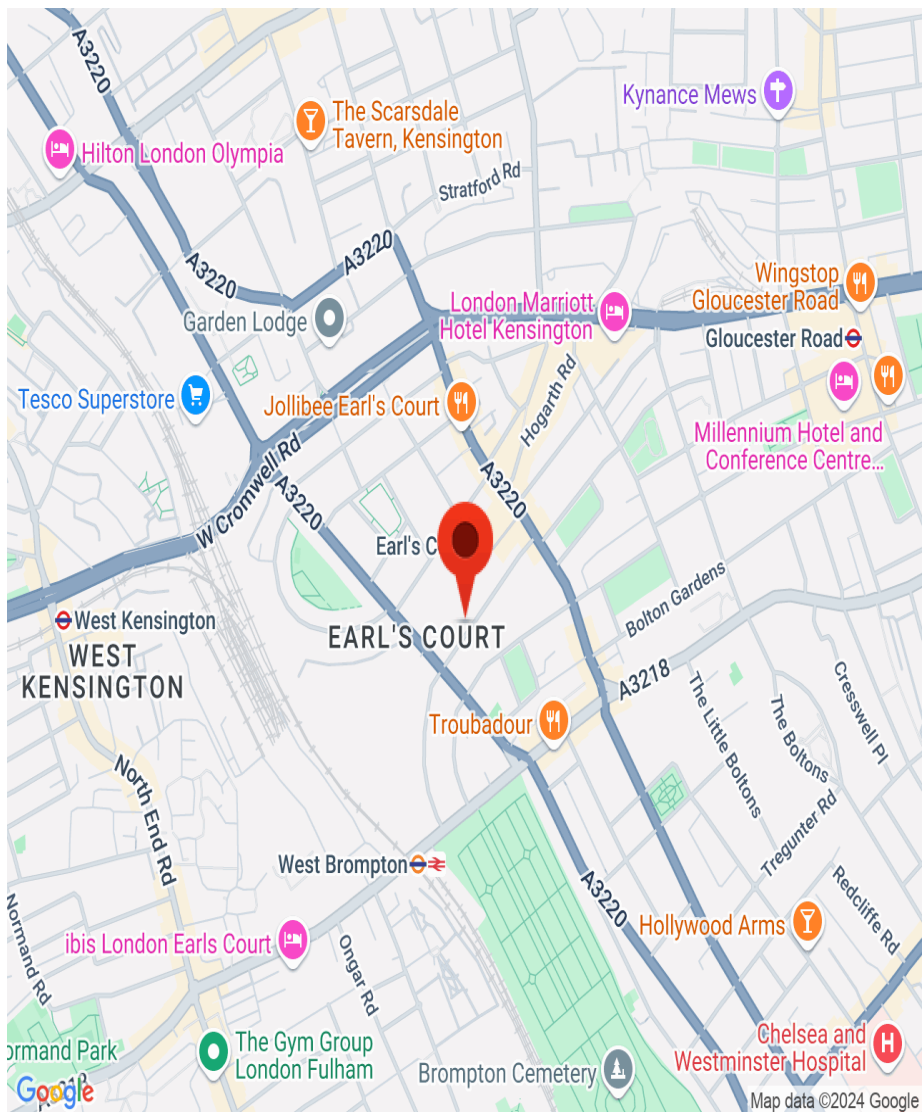 A3220
Kynance Mews
The Scarsdale
Tavern, Kensington
Hilton London Olympia
Stratford Rd
A3220
A3220
Wingstop
Gloucester Road
London Marriott
Hotel Kensington
Garden Lodge
Gloucester Road
Tesco Superstore
Jollibee Earl's Court
Hogarth Rd
Millennium Hotel and
Conference Centre...
W Cromwell Rd
A3220
A3220
Earl's C
Bolton Gardens
West Kensington
EARL'S COURT
WEST
KENSINGTON
A3218
Cresswell Pl
The Little Boltons
The Boltons
Troubadour
North End Rd
Tregunter Rd
West Brompton
A3220
Redcliffe Rd
Normand Rd
Hollywood Arms
ibis London Earls Court
Ongar Rd
The Gym Group
London Fulham
Chelsea and
Westminster Hospital
ormand Park
Brompton Cemetery
Google
Map data ©2024 Google